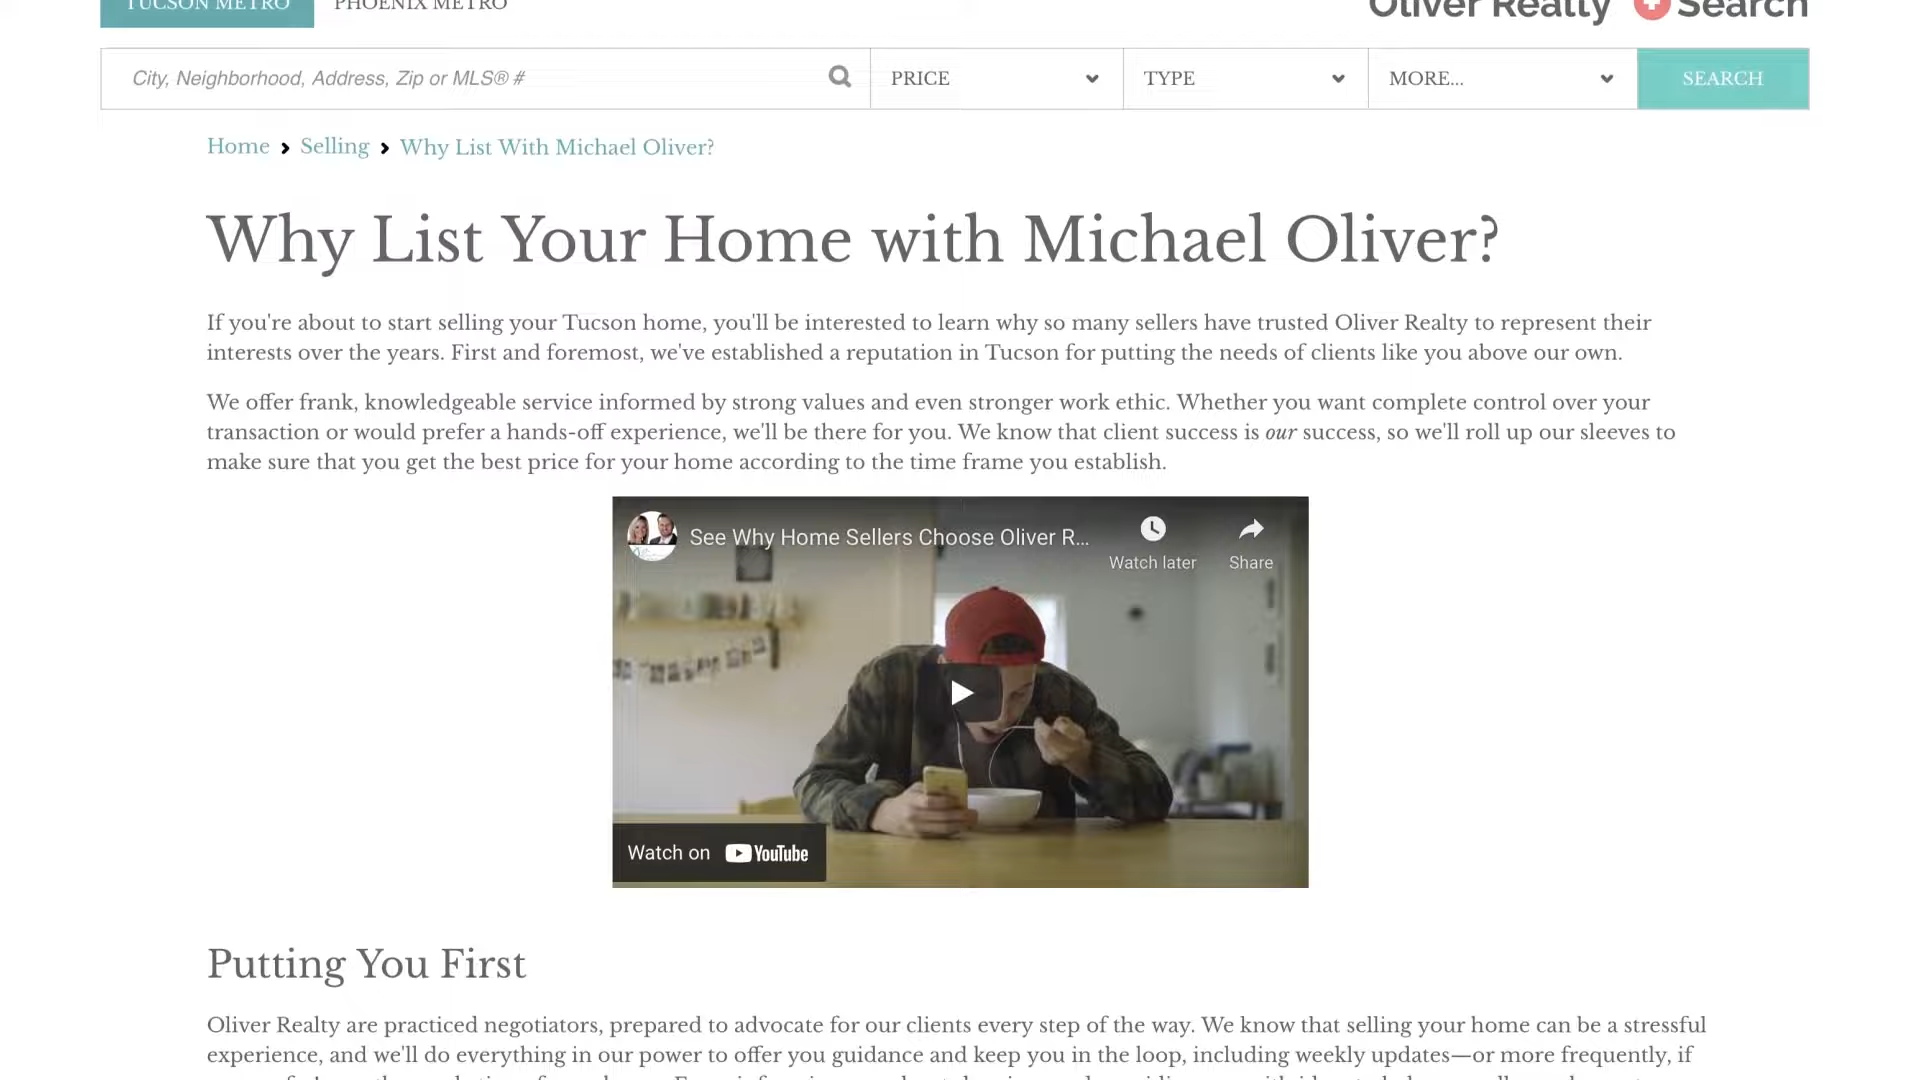 TUCSON METRO PHOENIX METRO
Oliver Realty Search
City, Neighborhood, Address, Zip or MLS® # PRICE TYPE MORE... SEARCH
Home Selling Why List With Michael Oliver?
Why List Your Home with Michael Oliver?
If you're about to start selling your Tucson home, you'll be interested to learn why so many sellers have trusted Oliver Realty to represent their
interests over the years. First and foremost, we've established a reputation in Tucson for putting the needs of clients like you above our own.
We offer frank, knowledgeable service informed by strong values and even stronger work ethic. Whether you want complete control over your
transaction or would prefer a hands-off experience, we'll be there for you. We know that client success is our success, so we'll roll up our sleeves to
make sure that you get the best price for your home according to the time frame you establish.
See Why Home Sellers Choose Oliver R...
Watch later Share
Watch on YouTube
Putting You First
Oliver Realty are practiced negotiators, prepared to advocate for our clients every step of the way. We know that selling your home can be a stressful
experience, and we'll do everything in our power to offer you guidance and keep you in the loop, including weekly updates—or more frequently, if